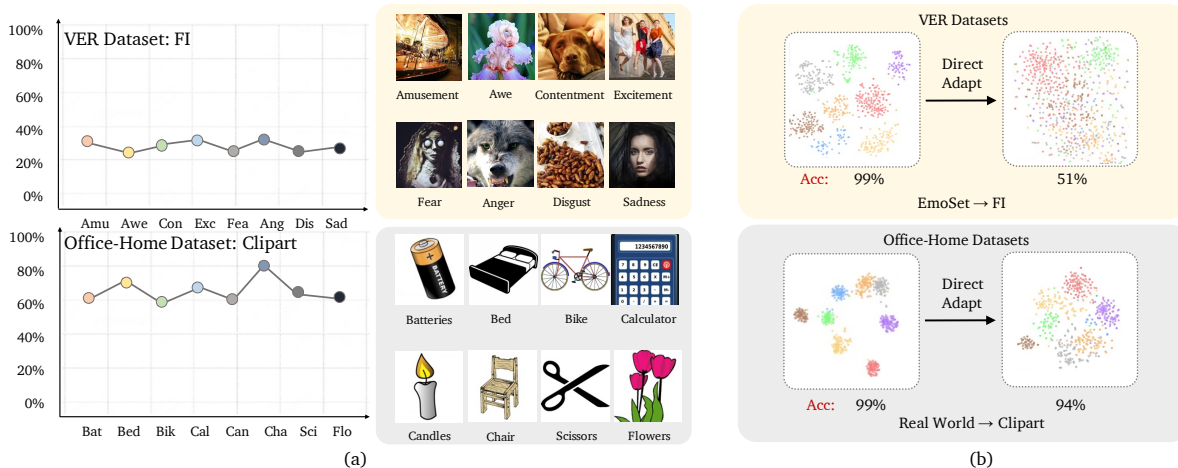 100%
VER Dataset: FI
80%
60%
40%
20%
0%
Amu Awe Con Exc Fea Ang Dis Sad
Amusement Awe Contentment Excitement
Fear Anger Disgust Sadness
100%
Office-Home Dataset: Clipart
80%
60%
40%
20%
0%
Bat Bed Bik Cal Can Cha Sci Flo
BATTERY
1234567890
Batteries Bed Bike Calculator
Candles Chair Scissors Flowers
(a)
VER Datasets
Direct
Adapt
Acc: 99% 51%
EmoSet → FI
Office-Home Datasets
Direct
Adapt
Acc: 99% 94%
Real World → Clipart
(b)